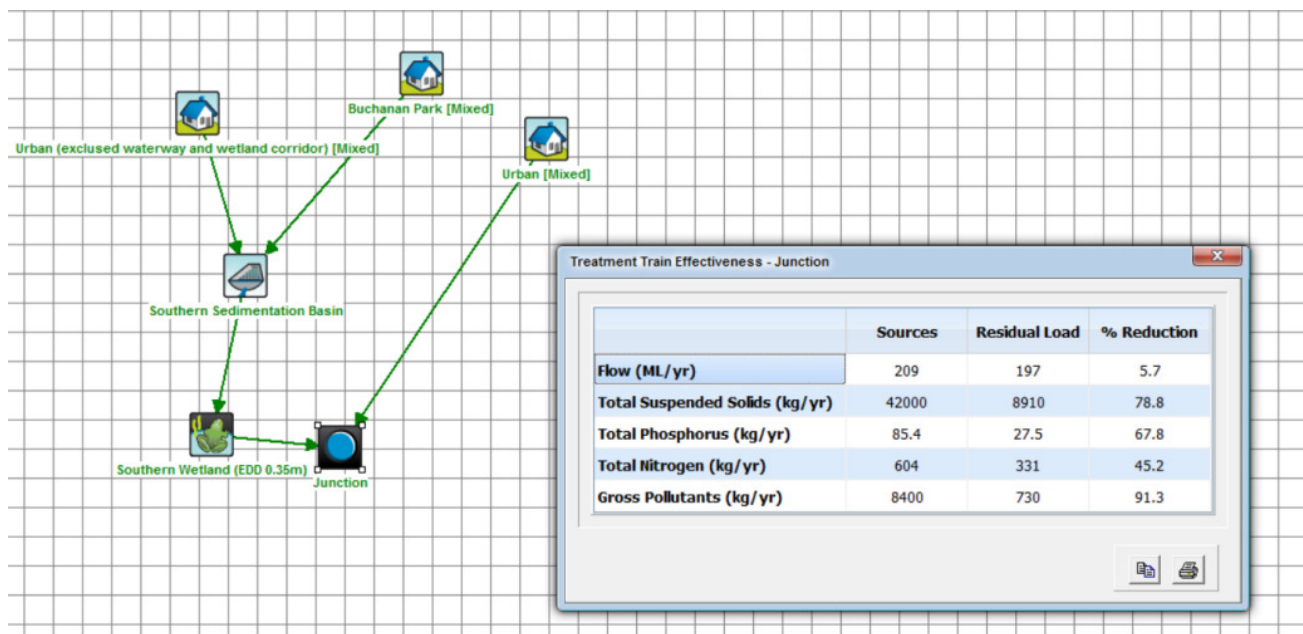 Buchanan Park [Mixed]
Urban (exclused waterway and wetland corridor) [Mixed]
Urban [Mixed]
Southern Sedimentation Basin
Southern Wetland (EDD 0.35m)
Junction
Treatment Train Effectiveness - Junction
Sources Residual Load % Reduction
Flow (ML/yr) 209 197 5.7
Total Suspended Solids (kg/yr) 42000 8910 78.8
Total Phosphorus (kg/yr) 85.4 27.5 67.8
Total Nitrogen (kg/yr) 604 331 45.2
Gross Pollutants (kg/yr) 8400 730 91.3